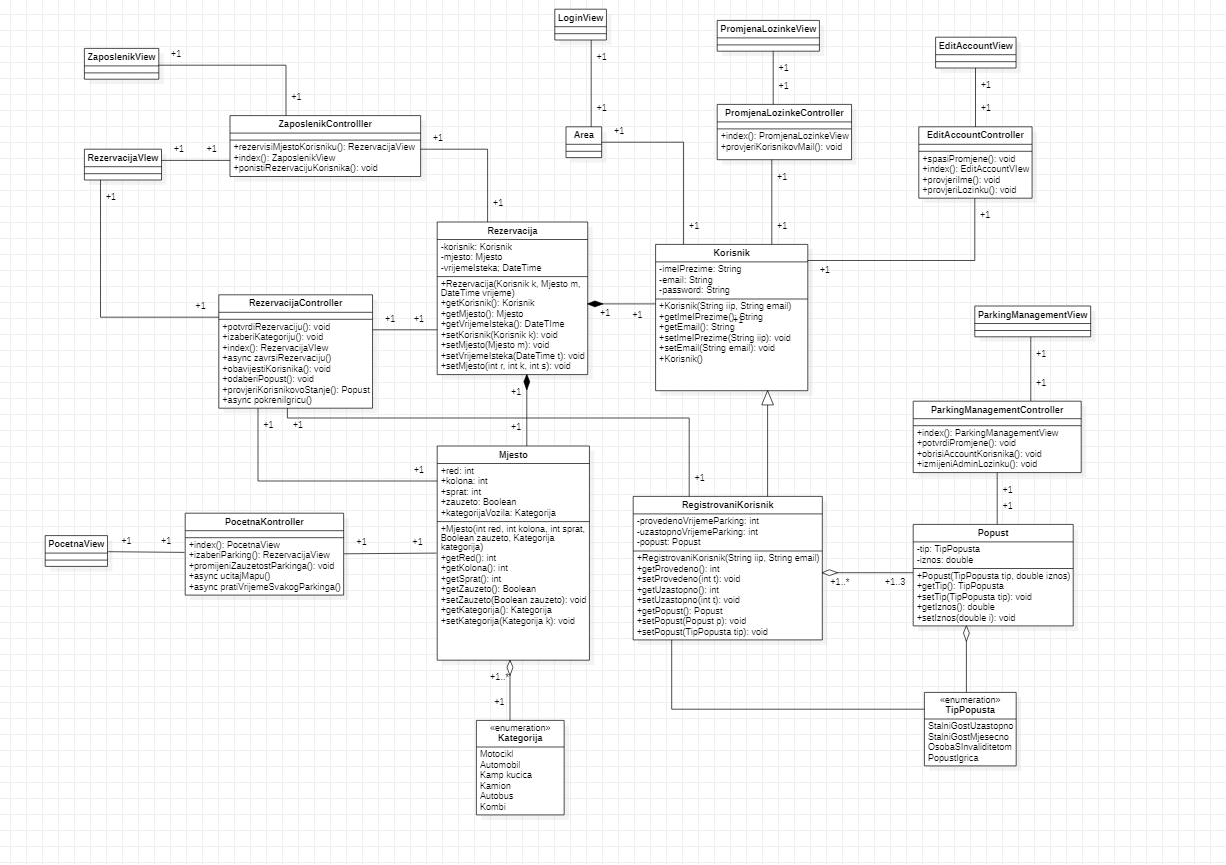 LoginView
+1
+1
PromjenaLozinkeView
+1
+1
EditAccountView
+1
+1
ZaposlenikView
+1
+1
ZaposlenikControlller
+rezervisiMjestoKorisniku(): RezervacijaView
+index(): ZaposlenikView
+ponistiRezervacijuKorisnika(): void
+1
+1
RezervacijaVIew
+1
+1
+1
+1
Area
+1
+1
PromjenaLozinkeController
+index(): PromjenaLozinkeView
+provjeriKorisnikovMail(): void
+1
+1
EditAccountController
+spasiPromjene(): void
+index(): EditAccountVIew
+provjeriIme(): void
+provjeriLozinku(): void
+1
+1
Rezervacija
-korisnik: Korisnik
-mjesto: Mjesto
-vrijemeIsteka; DateTime
+Rezervacija(Korisnik k, Mjesto m,
DateTime vrijeme)
+getKorisnik(): Korisnik
+getMjesto(): Mjesto
+getVrijemeIsteka(): DateTIme
+setKorisnik(Korisnik k): void
+setMjesto(Mjesto m): void
+setVrijemeIsteka(DateTime t): void
+setMjesto(int r, int k, int s): void
+1
+1
Korisnik
-imeIPrezime: String
-email: String
-password: String
+Korisnik(String iip, String email)
+getImeIPrezime(): String
+getEmail(): String
+setImeIPrezime(String iip): void
+setEmail(String email): void
+Korisnik()
RezervacijaController
+potvrdiRezervaciju(): void
+izaberiKategoriju(): void
+index(): RezervacijaVIew
+async zavrsiRezervaciju()
+obavijestiKorisnika(): void
+odaberiPopust(): void
+provjeriKorisnikovoStanje(): Popust
+async pokreniIgricu()
+1
+1
+1
+1
+1
+1
+1
+1
ParkingManagementView
+1
+1
ParkingManagementController
+index(): ParkingManagementView
+potvrdiPromjene(): void
+obrisiAccountKorisnika(): void
+izmijeniAdminLozinku(): void
+1
+1
Mjesto
+red: int
+kolona: int
+sprat: int
+zauzeto: Boolean
+kategorijaVozila: Kategorija
+Mjesto(int red, int kolona, int sprat,
Boolean zauzeto, Kategorija
kategorija)
+getRed(): int
+getKolona(): int
+getSprat(): int
+getZauzeto(): Boolean
+setZauzeto(Boolean zauzeto): void
+getKategorija(): Kategorija
+setKategorija(Kategorija k): void
PocetnaView
+1
+1
PocetnaKontroller
+index(): PocetnaView
+izaberiParking(): RezervacijaView
+promijeniZauzetostParkinga(): void
+async ucitajMapu()
+async pratiVrijemeSvakogParkinga()
+1
+1
RegistrovaniKorisnik
-provedenoVrijemeParking: int
-uzastopnoVrijemeParking: int
-popust: Popust
+RegistrovaniKorisnik(String iip, String email)
+getProvedeno(): int
+setProvedeno(int t): void
+getUzastopno(): int
+setUzastopno(int t): void
+getPopust(): Popust
+setPopust(Popust p): void
+setPopust(TipPopusta tip): void
+1..*
+1..3
Popust
-tip: TipPopusta
-iznos: double
+Popust(TipPopusta tip, double iznos)
+getTip(): TipPopusta
+setTip(TipPopusta tip): void
+getIznos(): double
+setIznos(double i): void
+1..*
+1
«enumeration»
Kategorija
Motocikl
Automobil
Kamp kucica
Kamion
Autobus
Kombi
«enumeration»
TipPopusta
StalniGostUzastopno
StalniGostMjesecno
OsobaSInvaliditetom
PopustIgrica